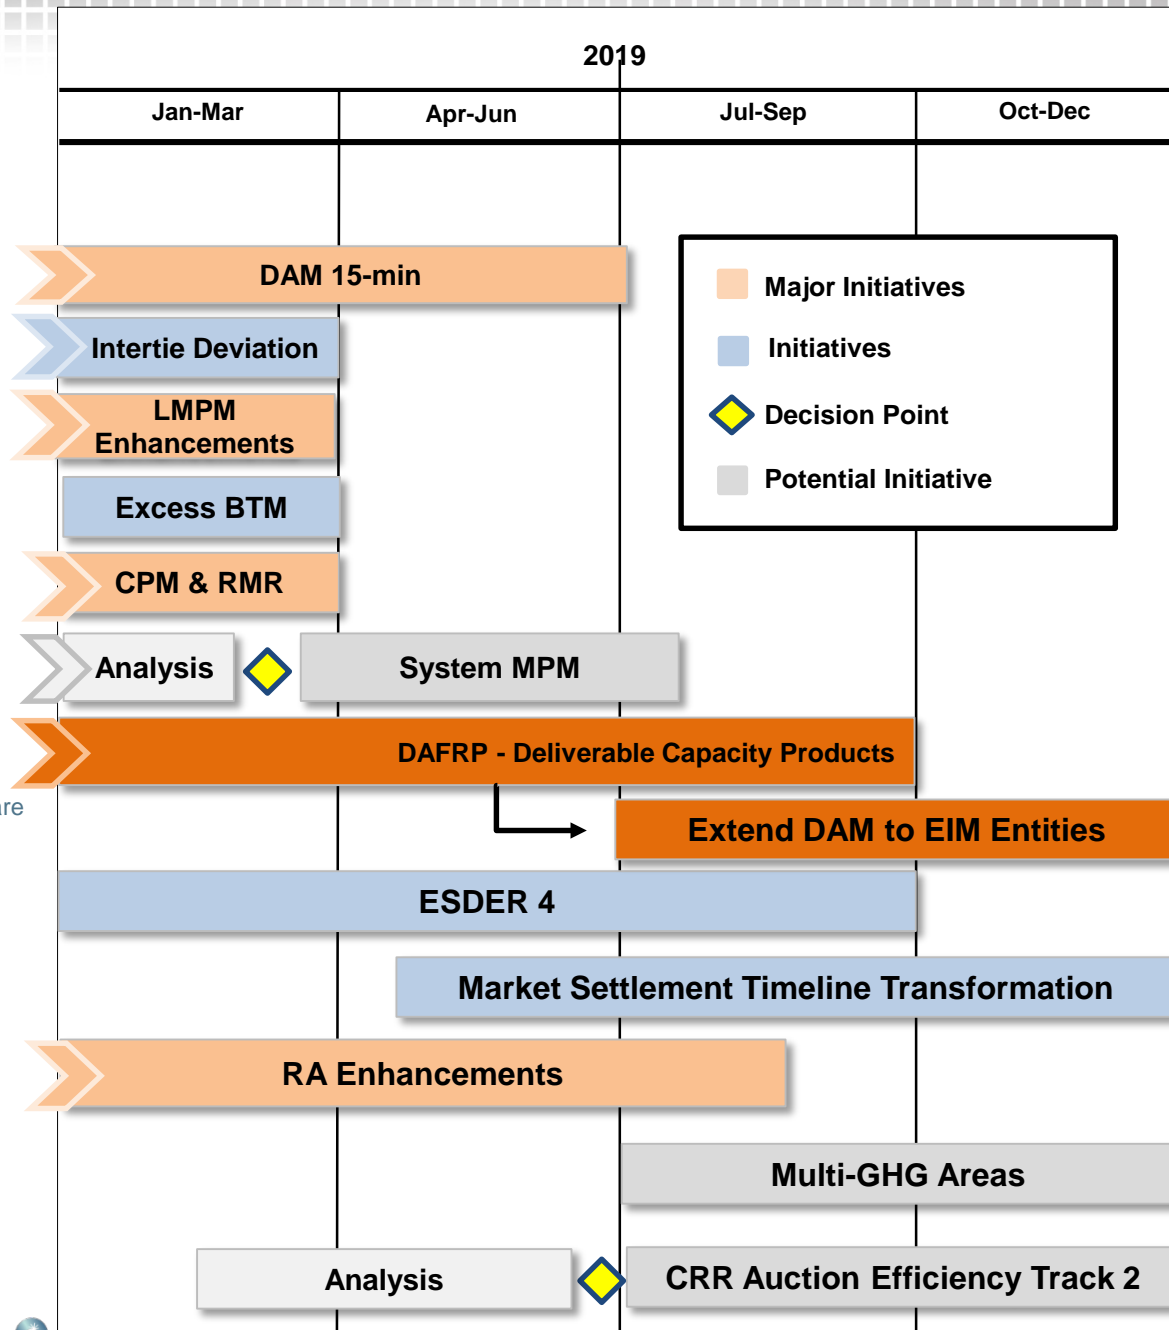 2019
Jan-Mar
Apr-Jun
Jul-Sep
Oct-Dec
DAM 15-min
Major Initiatives
Intertie Deviation
Initiatives
LMPM
Enhancements
Decision Point
Excess BTM
Potential Initiative
CPM & RMR
Analysis
System MPM
DAFRP - Deliverable Capacity Products
Extend DAM to EIM Entities
ESDER 4
Market Settlement Timeline Transformation
RA Enhancements
Multi-GHG Areas
Analysis
CRR Auction Efficiency Track 2